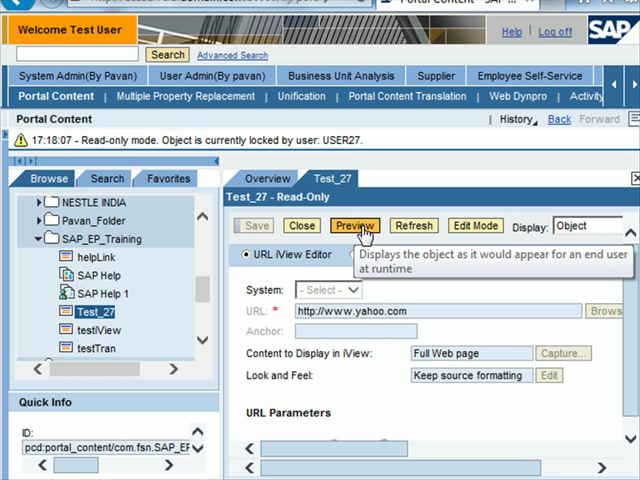 Portal Content - SAP ...
Welcome Test User
Help
Log off
SAP
Search
Advanced Search
System Admin(By Pavan)
User Admin(By pavan)
Business Unit Analysis
Supplier
Employee Self-Service
Portal Content
Multiple Property Replacement
Unification
Portal Content Translation
Web Dynpro
Activity
Portal Content
History
Back
Forward
17:18:07 - Read-only mode. Object is currently locked by user: USER27.
Browse
Search
Favorites
Overview
Test_27
NESTLE INDIA
Pavan_Folder
SAP_EP_Training
helpLink
SAP Help
SAP Help 1
Test_27
testiView
testTran
Quick Info
ID:
pcd:portal_content/com.fsn.SAP_EP
Test_27 - Read-Only
Save
Close
Preview
Refresh
Edit Mode
Display:
Object
URL iView Editor
Displays the object as it would appear for an end user
at runtime
System:
- Select -
URL: *
http://www.yahoo.com
Brows
Anchor:
Content to Display in iView:
Full Web page
Capture...
Look and Feel:
Keep source formatting
Edit
URL Parameters